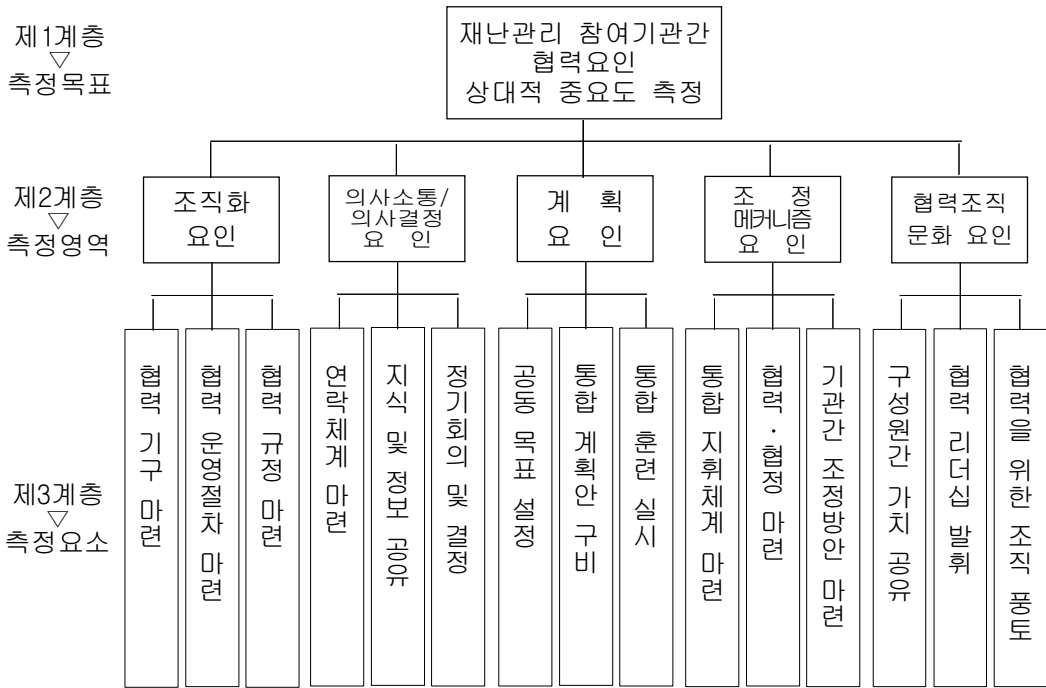 제1계층
▽
측정목표
재난관리 참여기관간
협력요인
상대적 중요도 측정
제2계층
▽
측정영역
조직화
요인
의사소통/
의사결정
요 인
계 획
요 인
조 정
메커니즘
요 인
협력조직
문화 요인
제3계층
▽
측정요소
협력 기구 마련
협력 운영절차 마련
협력 규정 마련
연락체계 마련
지식 및 정보 공유
정기회의 및 결정
공동 목표 설정
통합 계획안 구비
통합 훈련 실시
통합 지휘체계 마련
협력·협정 마련
기관간 조정방안 마련
구성원간 가치 공유
협력 리더십 발휘
협력을 위한 조직 풍토